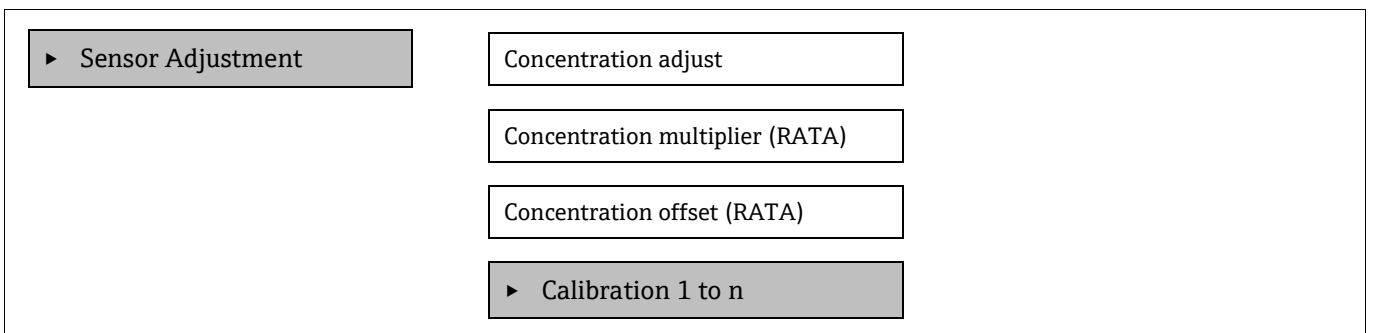 ▸ Sensor Adjustment
Concentration adjust
Concentration multiplier (RATA)
Concentration offset (RATA)
▸ Calibration 1 to n